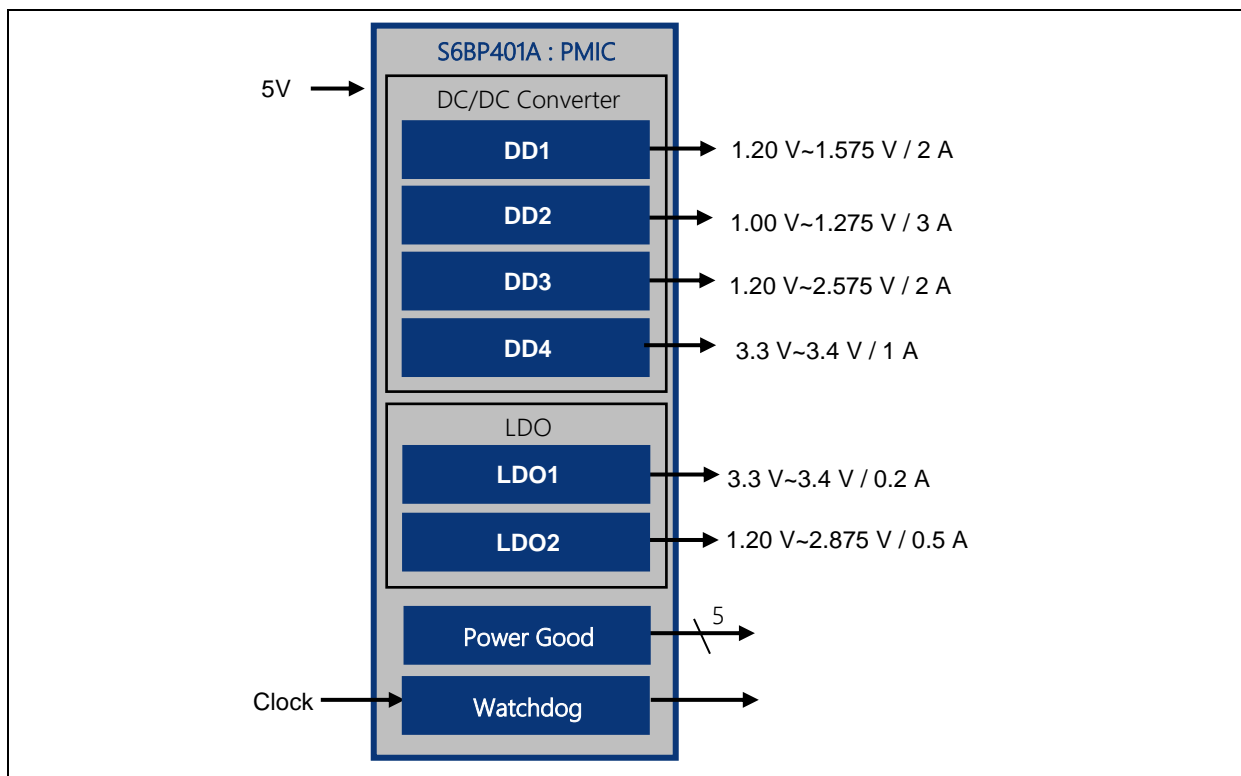 S6BP401A : PMIC
5V
DC/DC Converter
DD1
1.20 V~1.575 V / 2 A
DD2
1.00 V~1.275 V / 3 A
DD3
1.20 V~2.575 V / 2 A
DD4
3.3 V~3.4 V / 1 A
LDO
LDO1
3.3 V~3.4 V / 0.2 A
LDO2
1.20 V~2.875 V / 0.5 A
Power Good
5
Clock
Watchdog